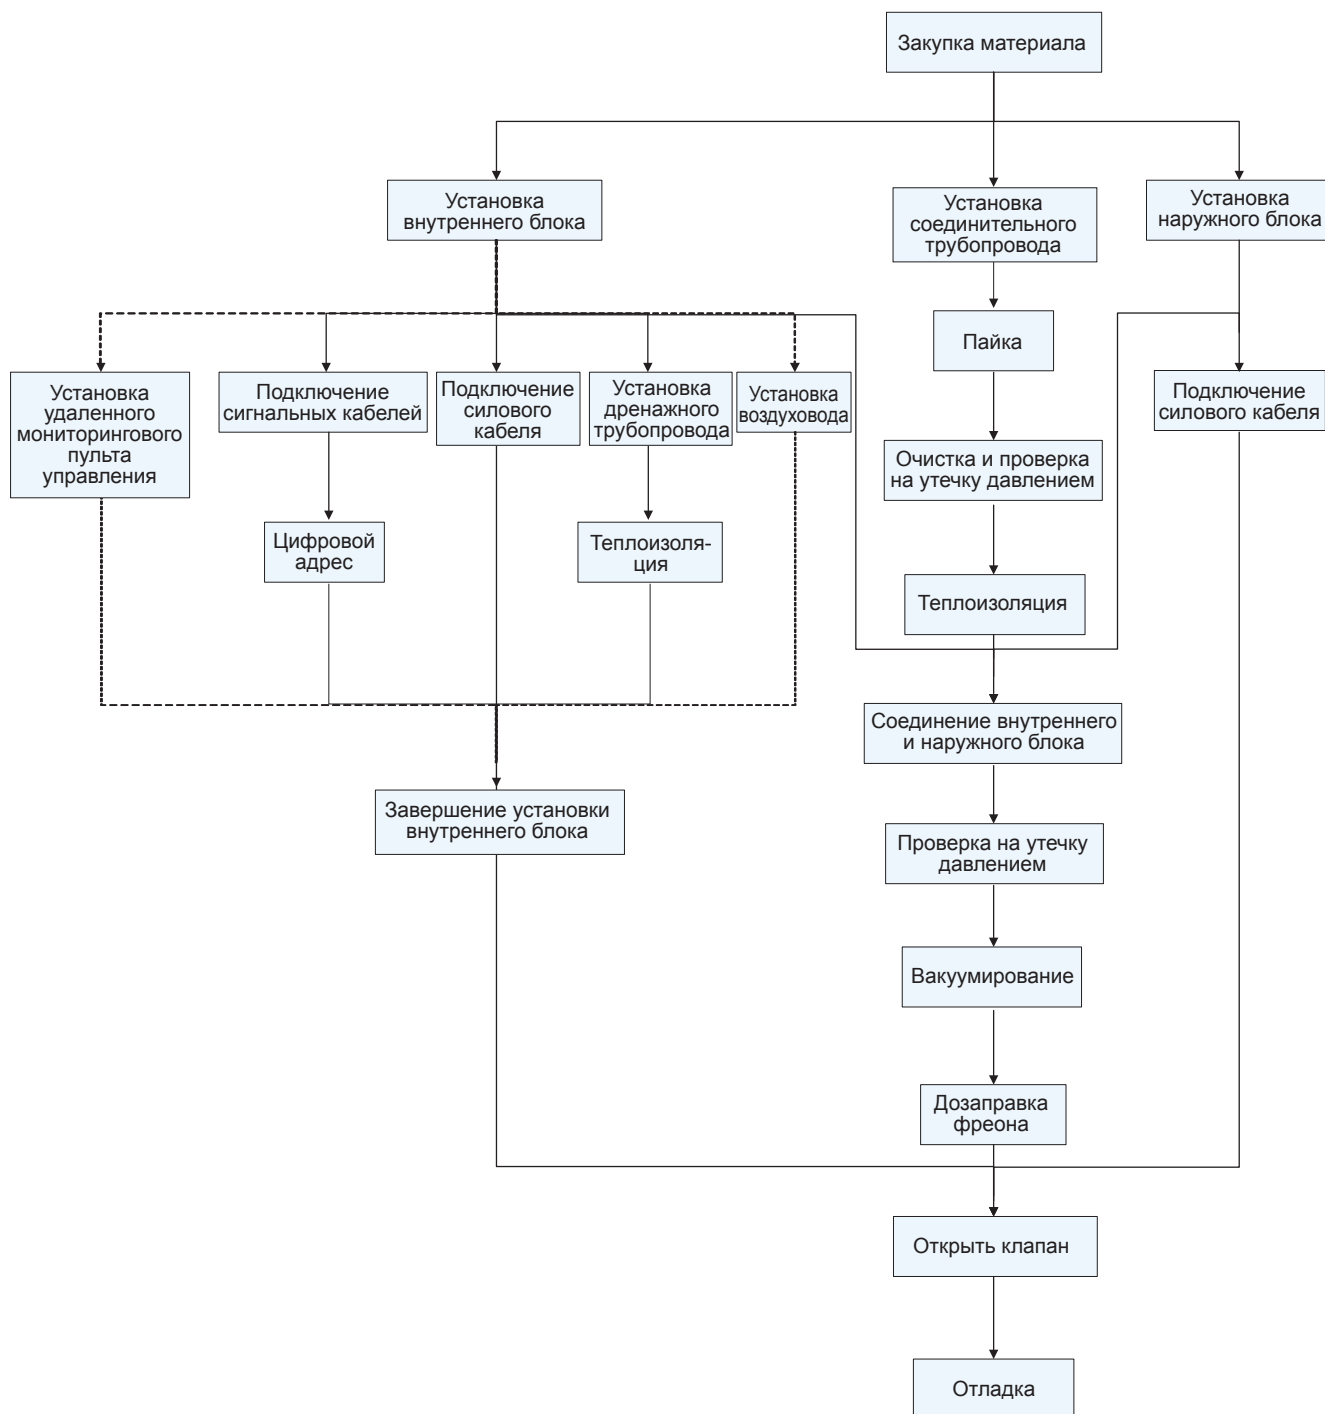 Закупка материала
Установка
внутреннего блока
Установка
соединительного
трубопровода
Установка
наружного блока
Пайка
Установка
удаленного
мониторингового
пульта
управления
Подключение
сигнальных кабелей
Подключение
силового
кабеля
Установка
дренажного
трубопровода
Установка
воздуховода
Подключение
силового кабеля
Очистка и проверка
на утечку давлением
Цифровой
адрес
Теплоизоля-
ция
Теплоизоляция
Соединение внутреннего
и наружного блока
Завершение установки
внутреннего блока
Проверка на утечку
давлением
Вакуумирование
Дозаправка
фреона
Открыть клапан
Отладка